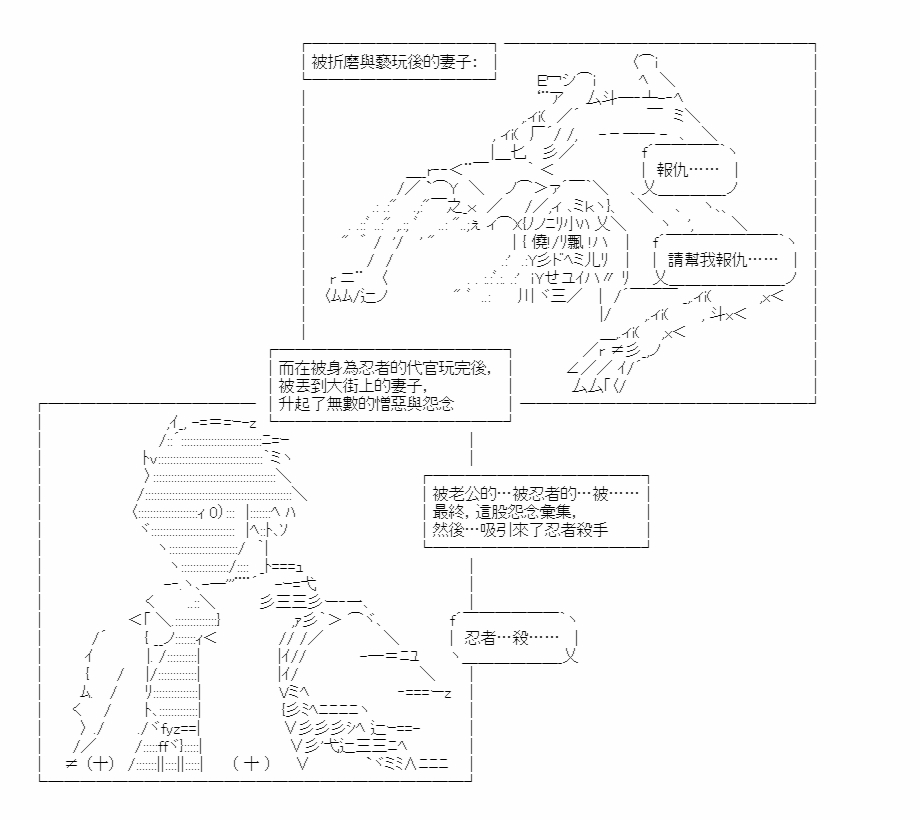 被折磨與褻玩後的妻子：
報仇……
請幫我報仇……
而在被身為忍者的代官玩完後，
被丟到大街上的妻子，
升起了無數的憎惡與怨念
被老公的…被忍者的…被……
最終，這股怨念彙集，
然後…吸引來了忍者殺手
忍者…殺……